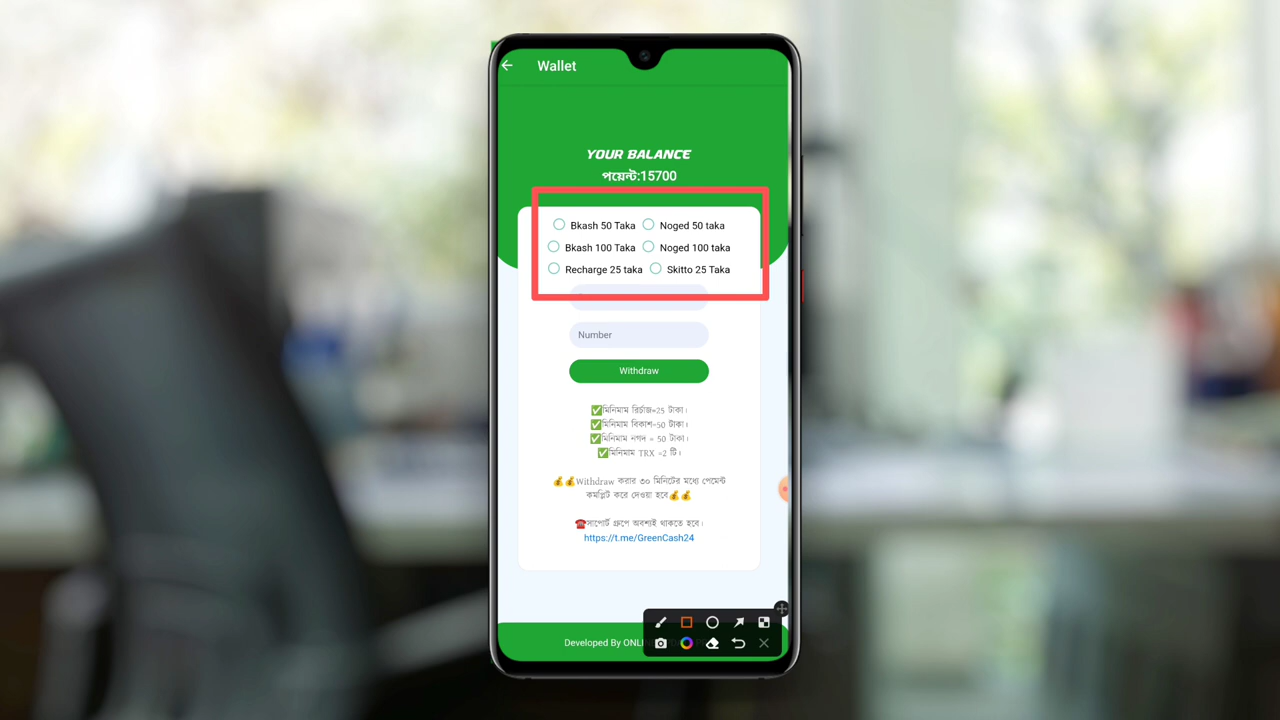 Wallet
YOUR BALANCE
পয়েন্ট:15700
Bkash 50 Taka Noged 50 taka
Bkash 100 Taka Noged 100 taka
Recharge 25 taka Skitto 25 Taka
Number
Withdraw
✅মিনিমাম রিচার্জ=25 টাকা।
✅মিনিমাম বিকাশ=50 টাকা।
✅মিনিমাম নগদ = 50 টাকা।
✅মিনিমাম TRX =2 টি।
💰💰Withdraw করার ৩০ মিনিটের মধ্যে পেমেন্ট
কমপ্লিট করে দেওয়া হবে💰💰
☎️সাপোর্ট গ্রুপে অবশ্যই থাকতে হবে।
https://t.me/GreenCash24
Developed By